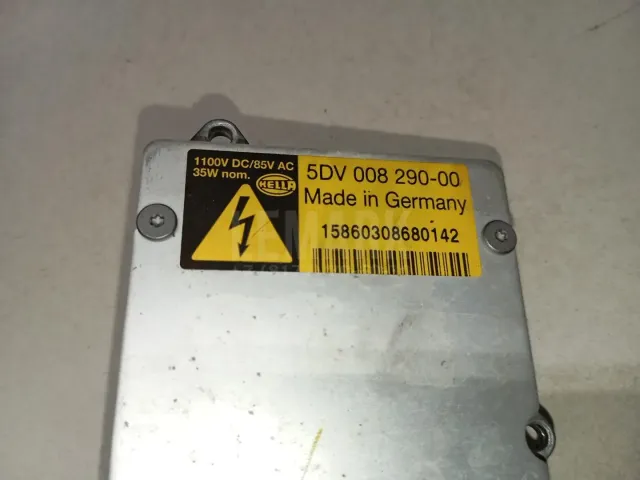 1100V DC/85V AC
35W nom.
HELLA
5DV 008 290-00
Made in Germany
15860308680142